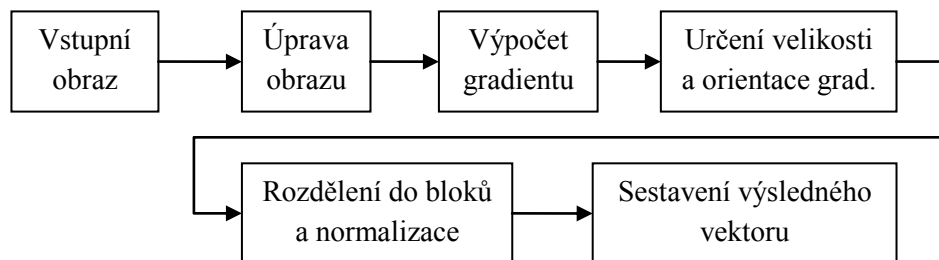 Vstupní
obraz
Úprava
obrazu
Výpočet
gradientu
Určení velikosti
a orientace grad.
Rozdělení do bloků
a normalizace
Sestavení výsledného
vektoru